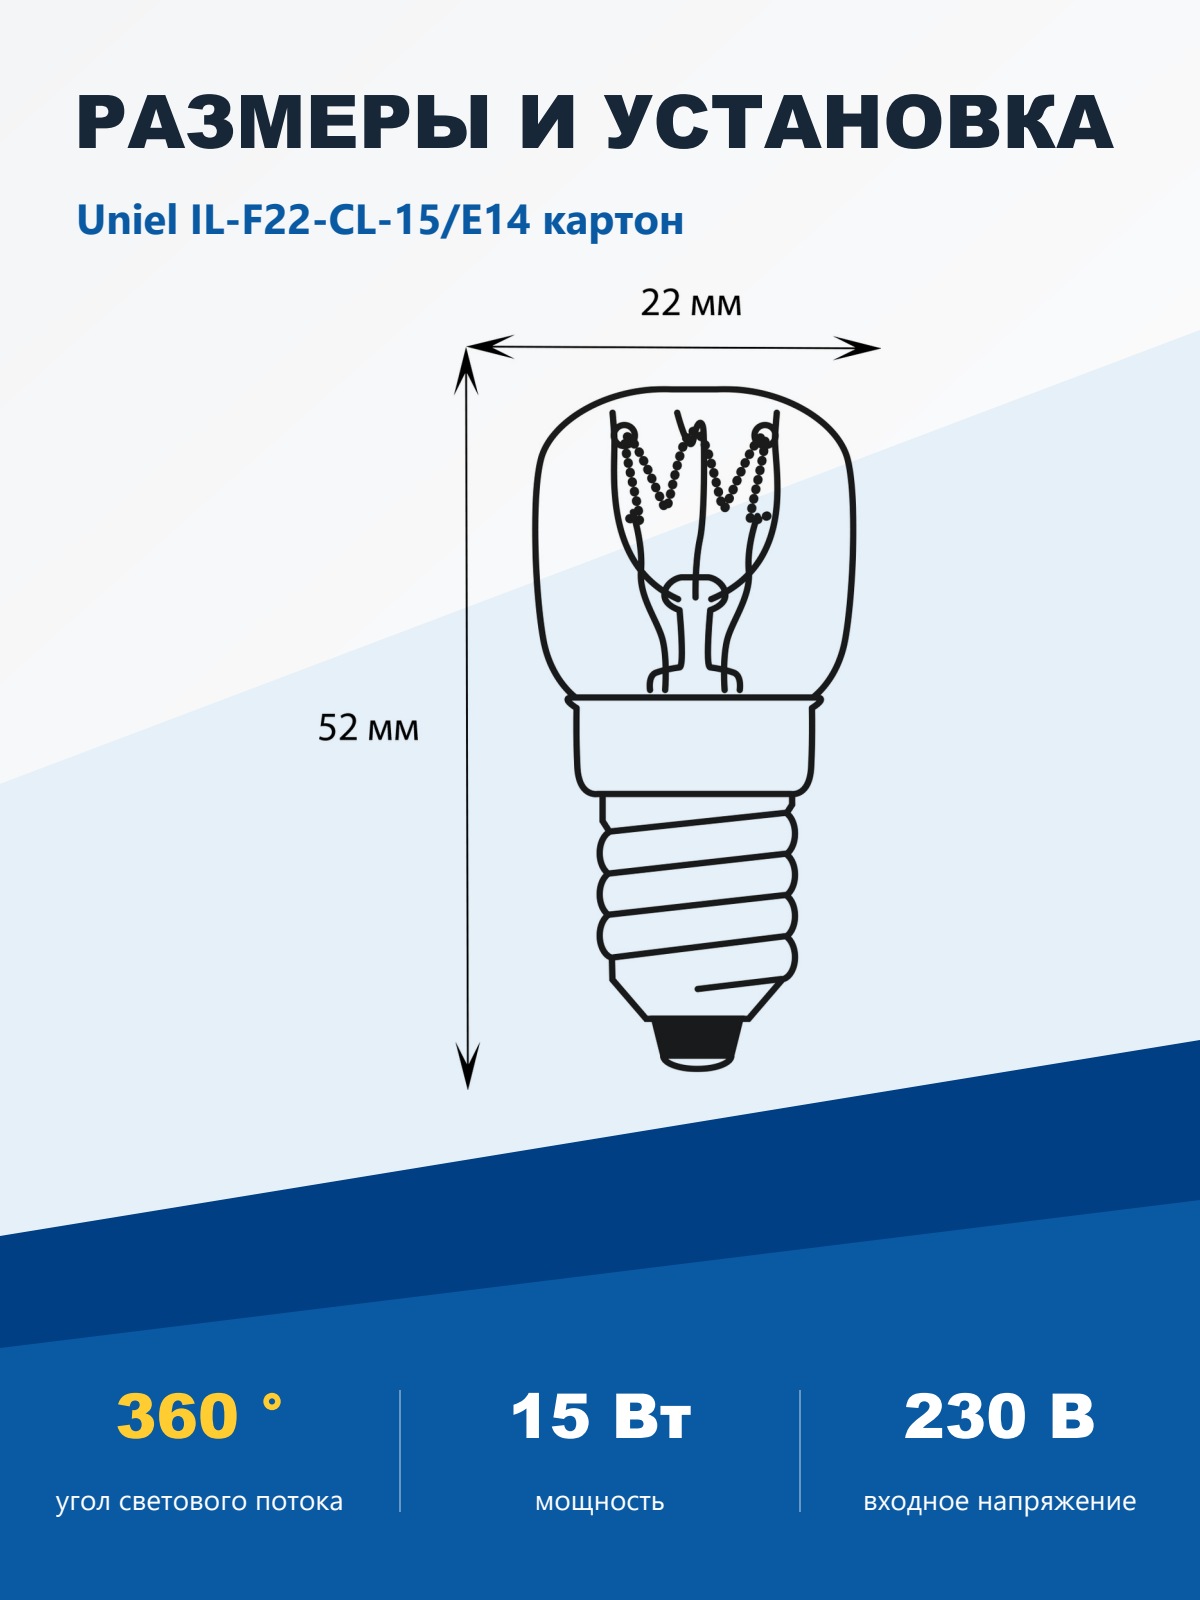 РАЗМЕРЫ И УСТАНОВКА
Uniel IL-F22-CL-15/E14 картон
22 мм
52 мм
360 ° 15 Вт 230 В
угол светового потока мощность входное напряжение